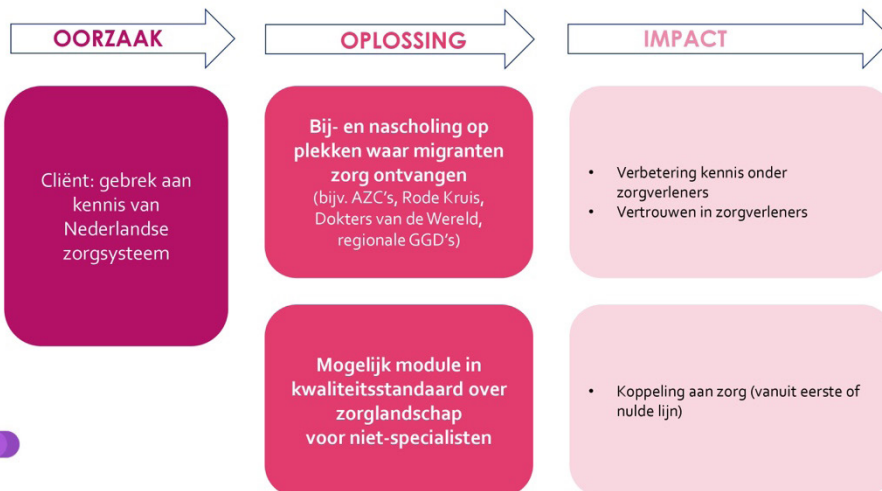 OORZAAK
OPLOSSING
IMPACT
Cliënt: gebrek aan
kennis van
Nederlandse
zorgsysteem
Bij- en nascholing op
plekken waar migranten
zorg ontvangen
(bijv. AZC's, Rode Kruis,
Dokters van de Wereld,
regionale GGD's)
• Verbetering kennis onder
zorgverleners
• Vertrouwen in zorgverleners
Mogelijk module in
kwaliteitsstandaard over
zorglandschap
voor niet-specialisten
• Koppeling aan zorg (vanuit eerste of
nulde lijn)